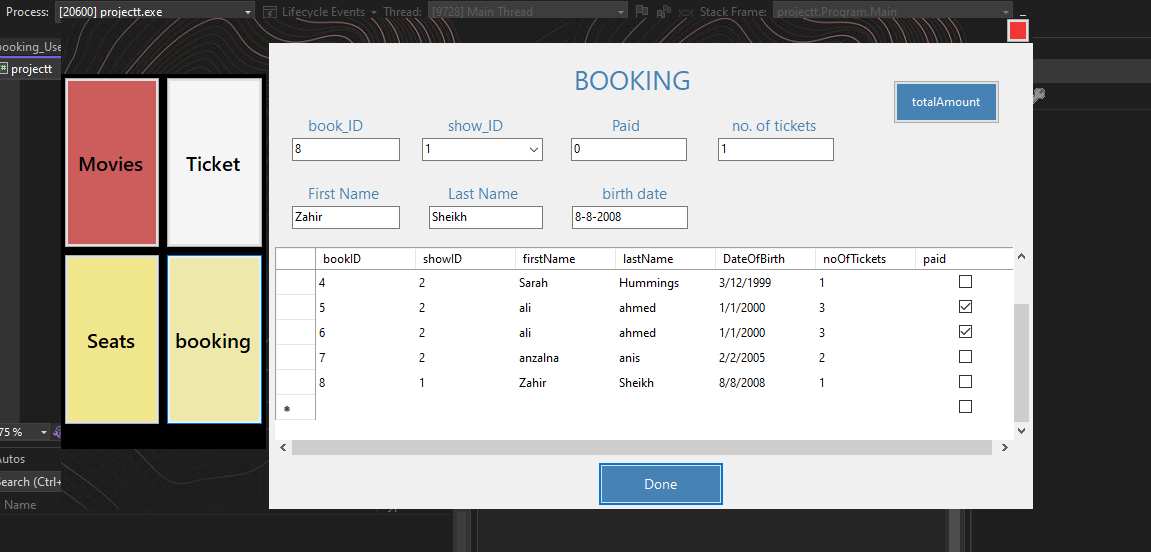 Process: [20600] projectt.exe Lifecycle Events Thread: [9728] Main Thread Stack Frame: projectt.Program.Main
ooking_Use
projectt
Movies
Ticket
Seats
booking
BOOKING
totalAmount
book_ID show_ID Paid no. of tickets
8 1 0 1
First Name Last Name birth date
Zahir Sheikh 8-8-2008
bookID showID firstName lastName DateOfBirth noOfTickets paid
4 2 Sarah Hummings 3/12/1999 1
5 2 ali ahmed 1/1/2000 3
6 2 ali ahmed 1/1/2000 3
7 2 anzalna anis 2/2/2005 2
8 1 Zahir Sheikh 8/8/2008 1
Done
75 %
Autos
Search (Ctrl+
Name